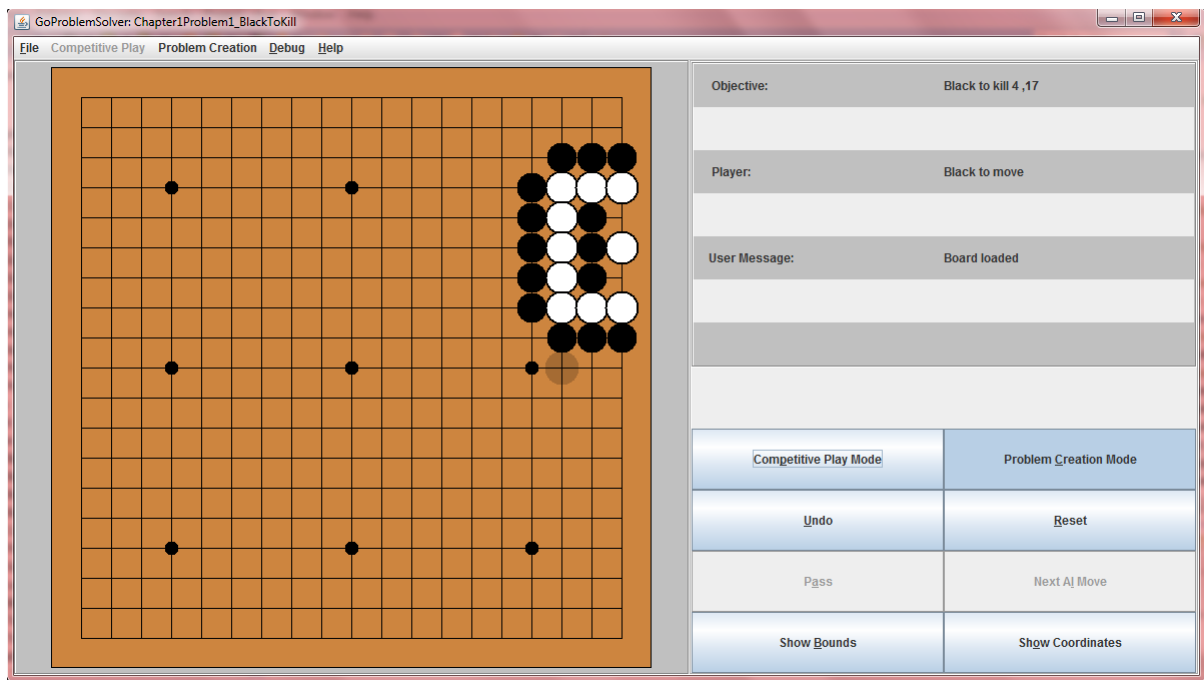 GoProblemSolver: Chapter1Problem1_BlackToKill
File Competitive Play Problem Creation Debug Help
Objective: Black to kill 4 ,17
Player: Black to move
User Message: Board loaded
Competitive Play Mode Problem Creation Mode
Undo Reset
Pass Next AI Move
Show Bounds Show Coordinates